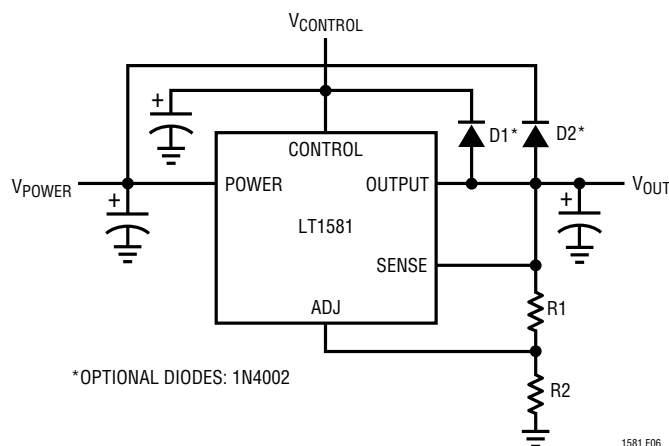 VCONTROL
+
CONTROL
D1*
D2*
VPOWER
POWER
OUTPUT
VOUT
+
+
LT1581
SENSE
ADJ
R1
*OPTIONAL DIODES: 1N4002
R2
1581 F06